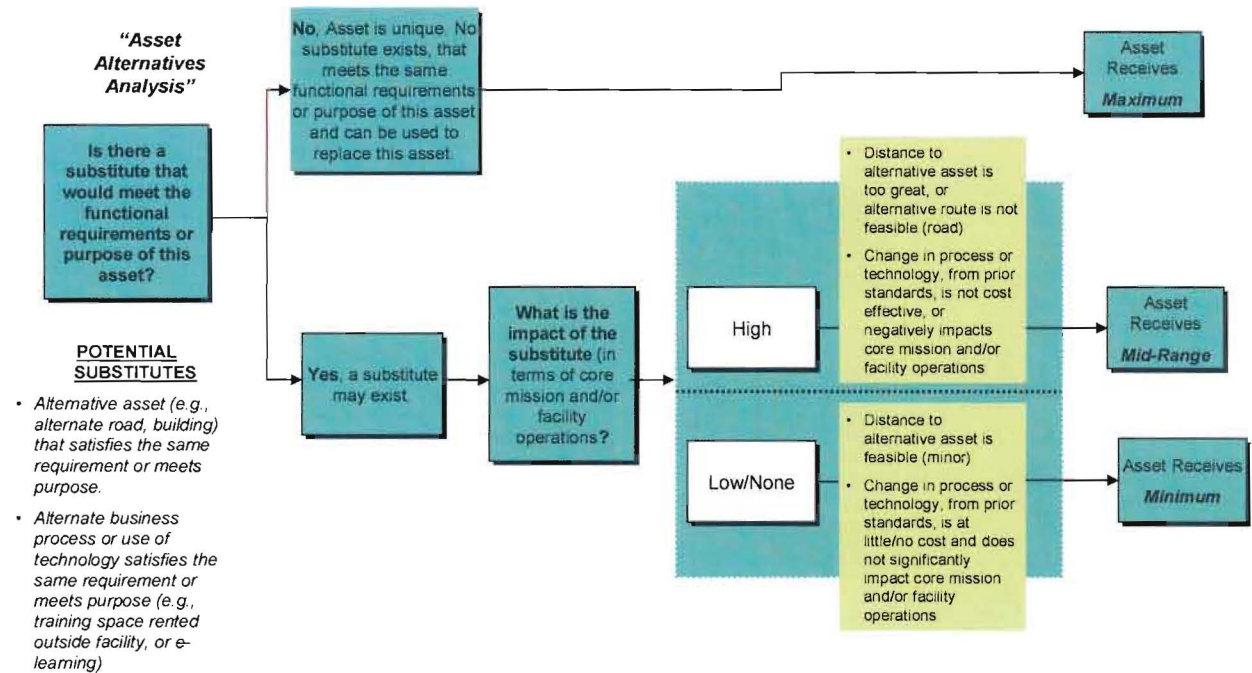 "Asset
Alternatives
Analysis"
Is there a
substitute that
would meet the
functional
requirements or
purpose of this
asset?
POTENTIAL
SUBSTITUTES
• Alternative asset (e.g.,
alternate road, building)
that satisfies the same
requirement or meets
purpose.
• Alternate business
process or use of
technology satisfies the
same requirement or
meets purpose (e.g.,
training space rented
outside facility, or e-
learning)
No, Asset is unique. No
substitute exists, that
meets the same
functional requirements
or purpose of this asset
and can be used to
replace this asset.
Yes, a substitute
may exist
What is the
impact of the
substitute (in
terms of core
mission and/or
facility
operations?
High
• Distance to
alternative asset is
too great, or
alternative route is not
feasible (road)
• Change in process or
technology, from prior
standards, is not cost
effective, or
negatively impacts
core mission and/or
facility operations
Low/None
• Distance to
alternative asset is
feasible (minor)
• Change in process or
technology, from prior
standards, is at
little/no cost and does
not significantly
impact core mission
and/or facility
operations
Asset
Receives
Maximum
Asset
Receives
Mid-Range
Asset Receives
Minimum